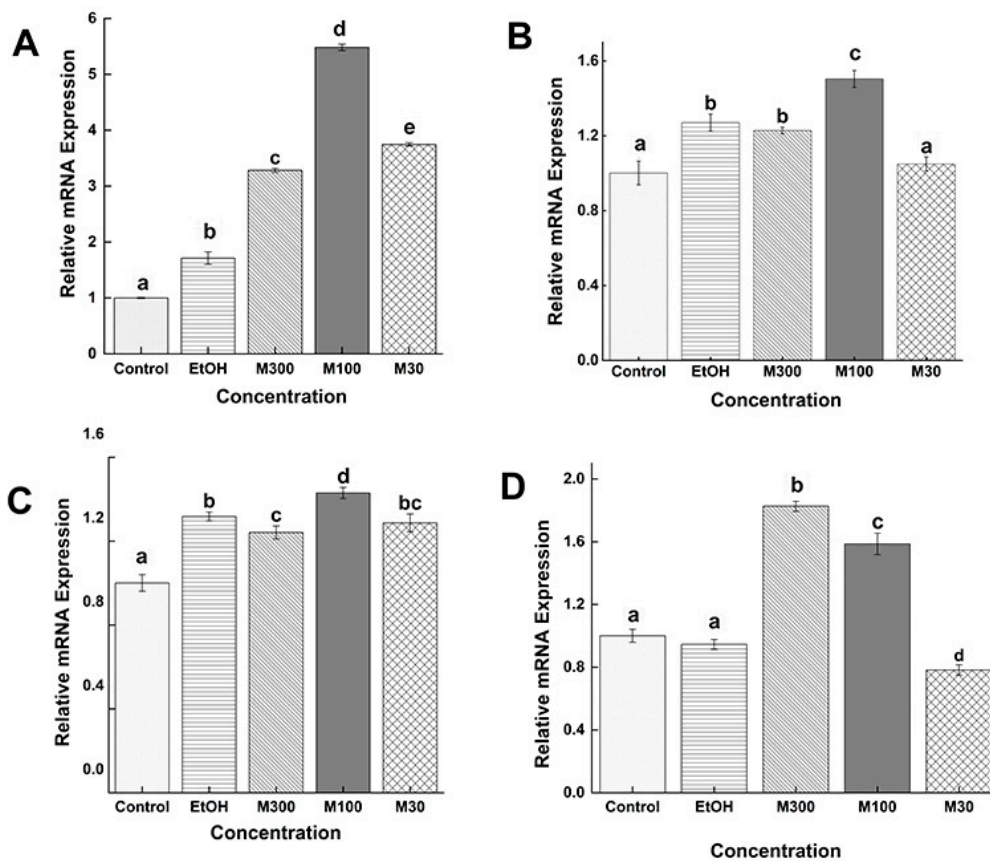 A
Relative mRNA Expression
6
5
4
3
2
1
0
a
b
c
d
e
Control EtOH M300 M100 M30
Concentration
B
Relative mRNA Expression
1.6
1.2
0.8
0.4
0.0
a
b
b
c
a
Control EtOH M300 M100 M30
Concentration
C
Relative mRNA Expression
1.6
1.2
0.8
0.4
0.0
a
b
c
d
bc
Control EtOH M300 M100 M30
Concentration
D
Relative mRNA Expression
2.0
1.6
1.2
0.8
0.4
0.0
a
a
b
c
d
Control EtOH M300 M100 M30
Concentration